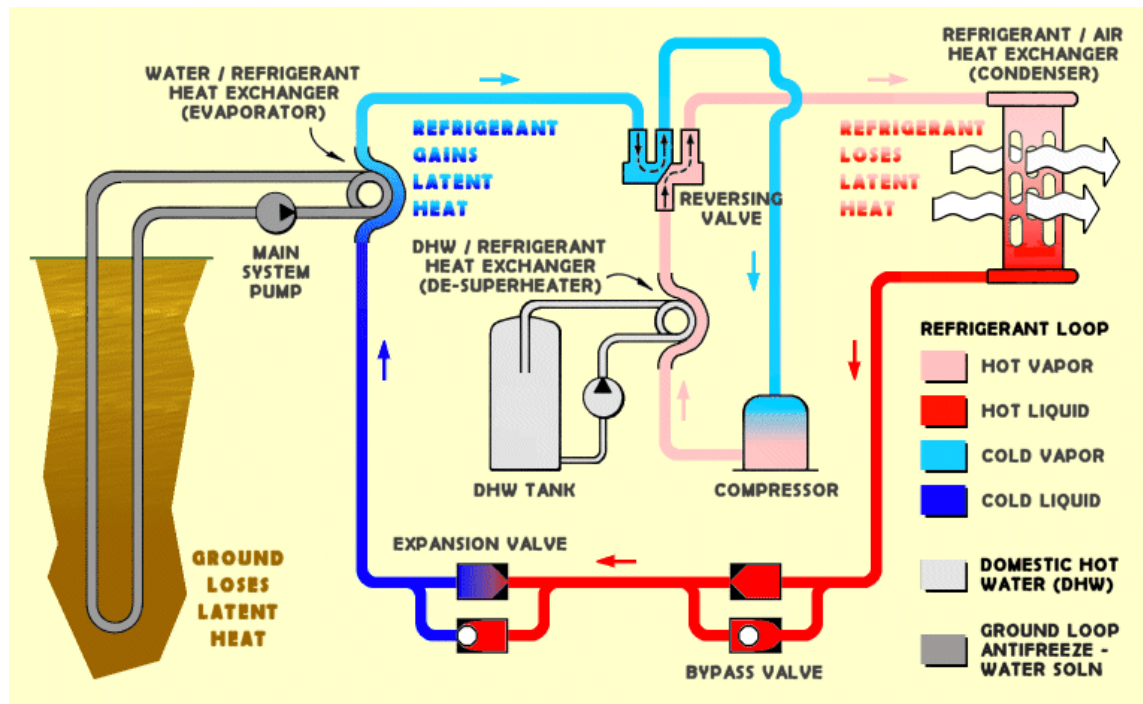 WATER / REFRIGERANT
HEAT EXCHANGER
(EVAPORATOR)
REFRIGERANT / AIR
HEAT EXCHANGER
(CONDENSER)
REFRIGERANT
GAINS
LATENT
HEAT
REFRIGERANT
LOSES
LATENT
HEAT
REVERSING
VALVE
MAIN
SYSTEM
PUMP
DHW / REFRIGERANT
HEAT EXCHANGER
(DE-SUPERHEATER)
DHW TANK
COMPRESSOR
EXPANSION VALVE
BYPASS VALVE
GROUND
LOSES
LATENT
HEAT
REFRIGERANT LOOP
HOT VAPOR
HOT LIQUID
COLD VAPOR
COLD LIQUID
DOMESTIC HOT
WATER (DHW)
GROUND LOOP
ANTIFREEZE -
WATER SOLN